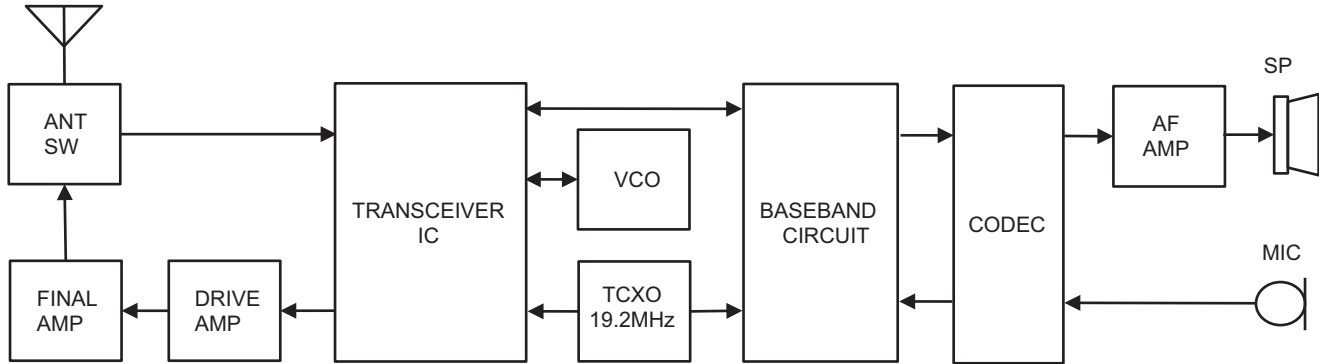 SP
ANT
SW
AF
AMP
VCO
TRANSCEIVER
IC
BASEBAND
CIRCUIT
CODEC
MIC
FINAL
AMP
DRIVE
AMP
TCXO
19.2MHz